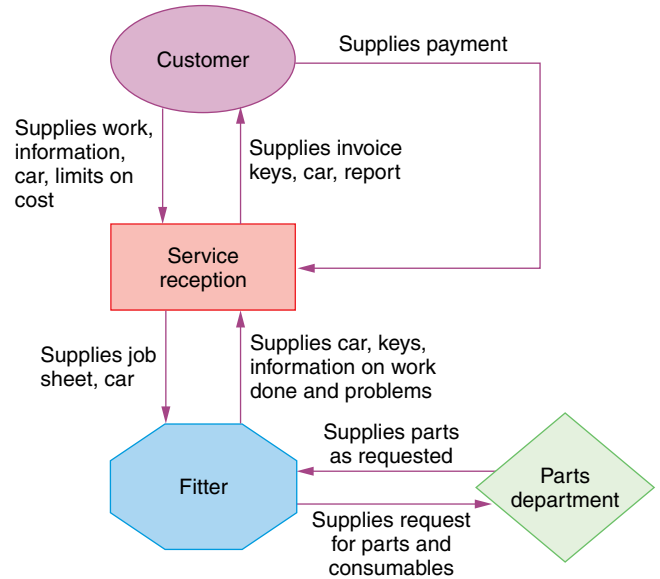 Customer
Supplies payment
Supplies work,
information,
car, limits on
cost
Supplies invoice
keys, car, report
Service
reception
Supplies job
sheet, car
Supplies car, keys,
information on work
done and problems
Fitter
Supplies parts
as requested
Parts
department
Supplies request
for parts and
consumables